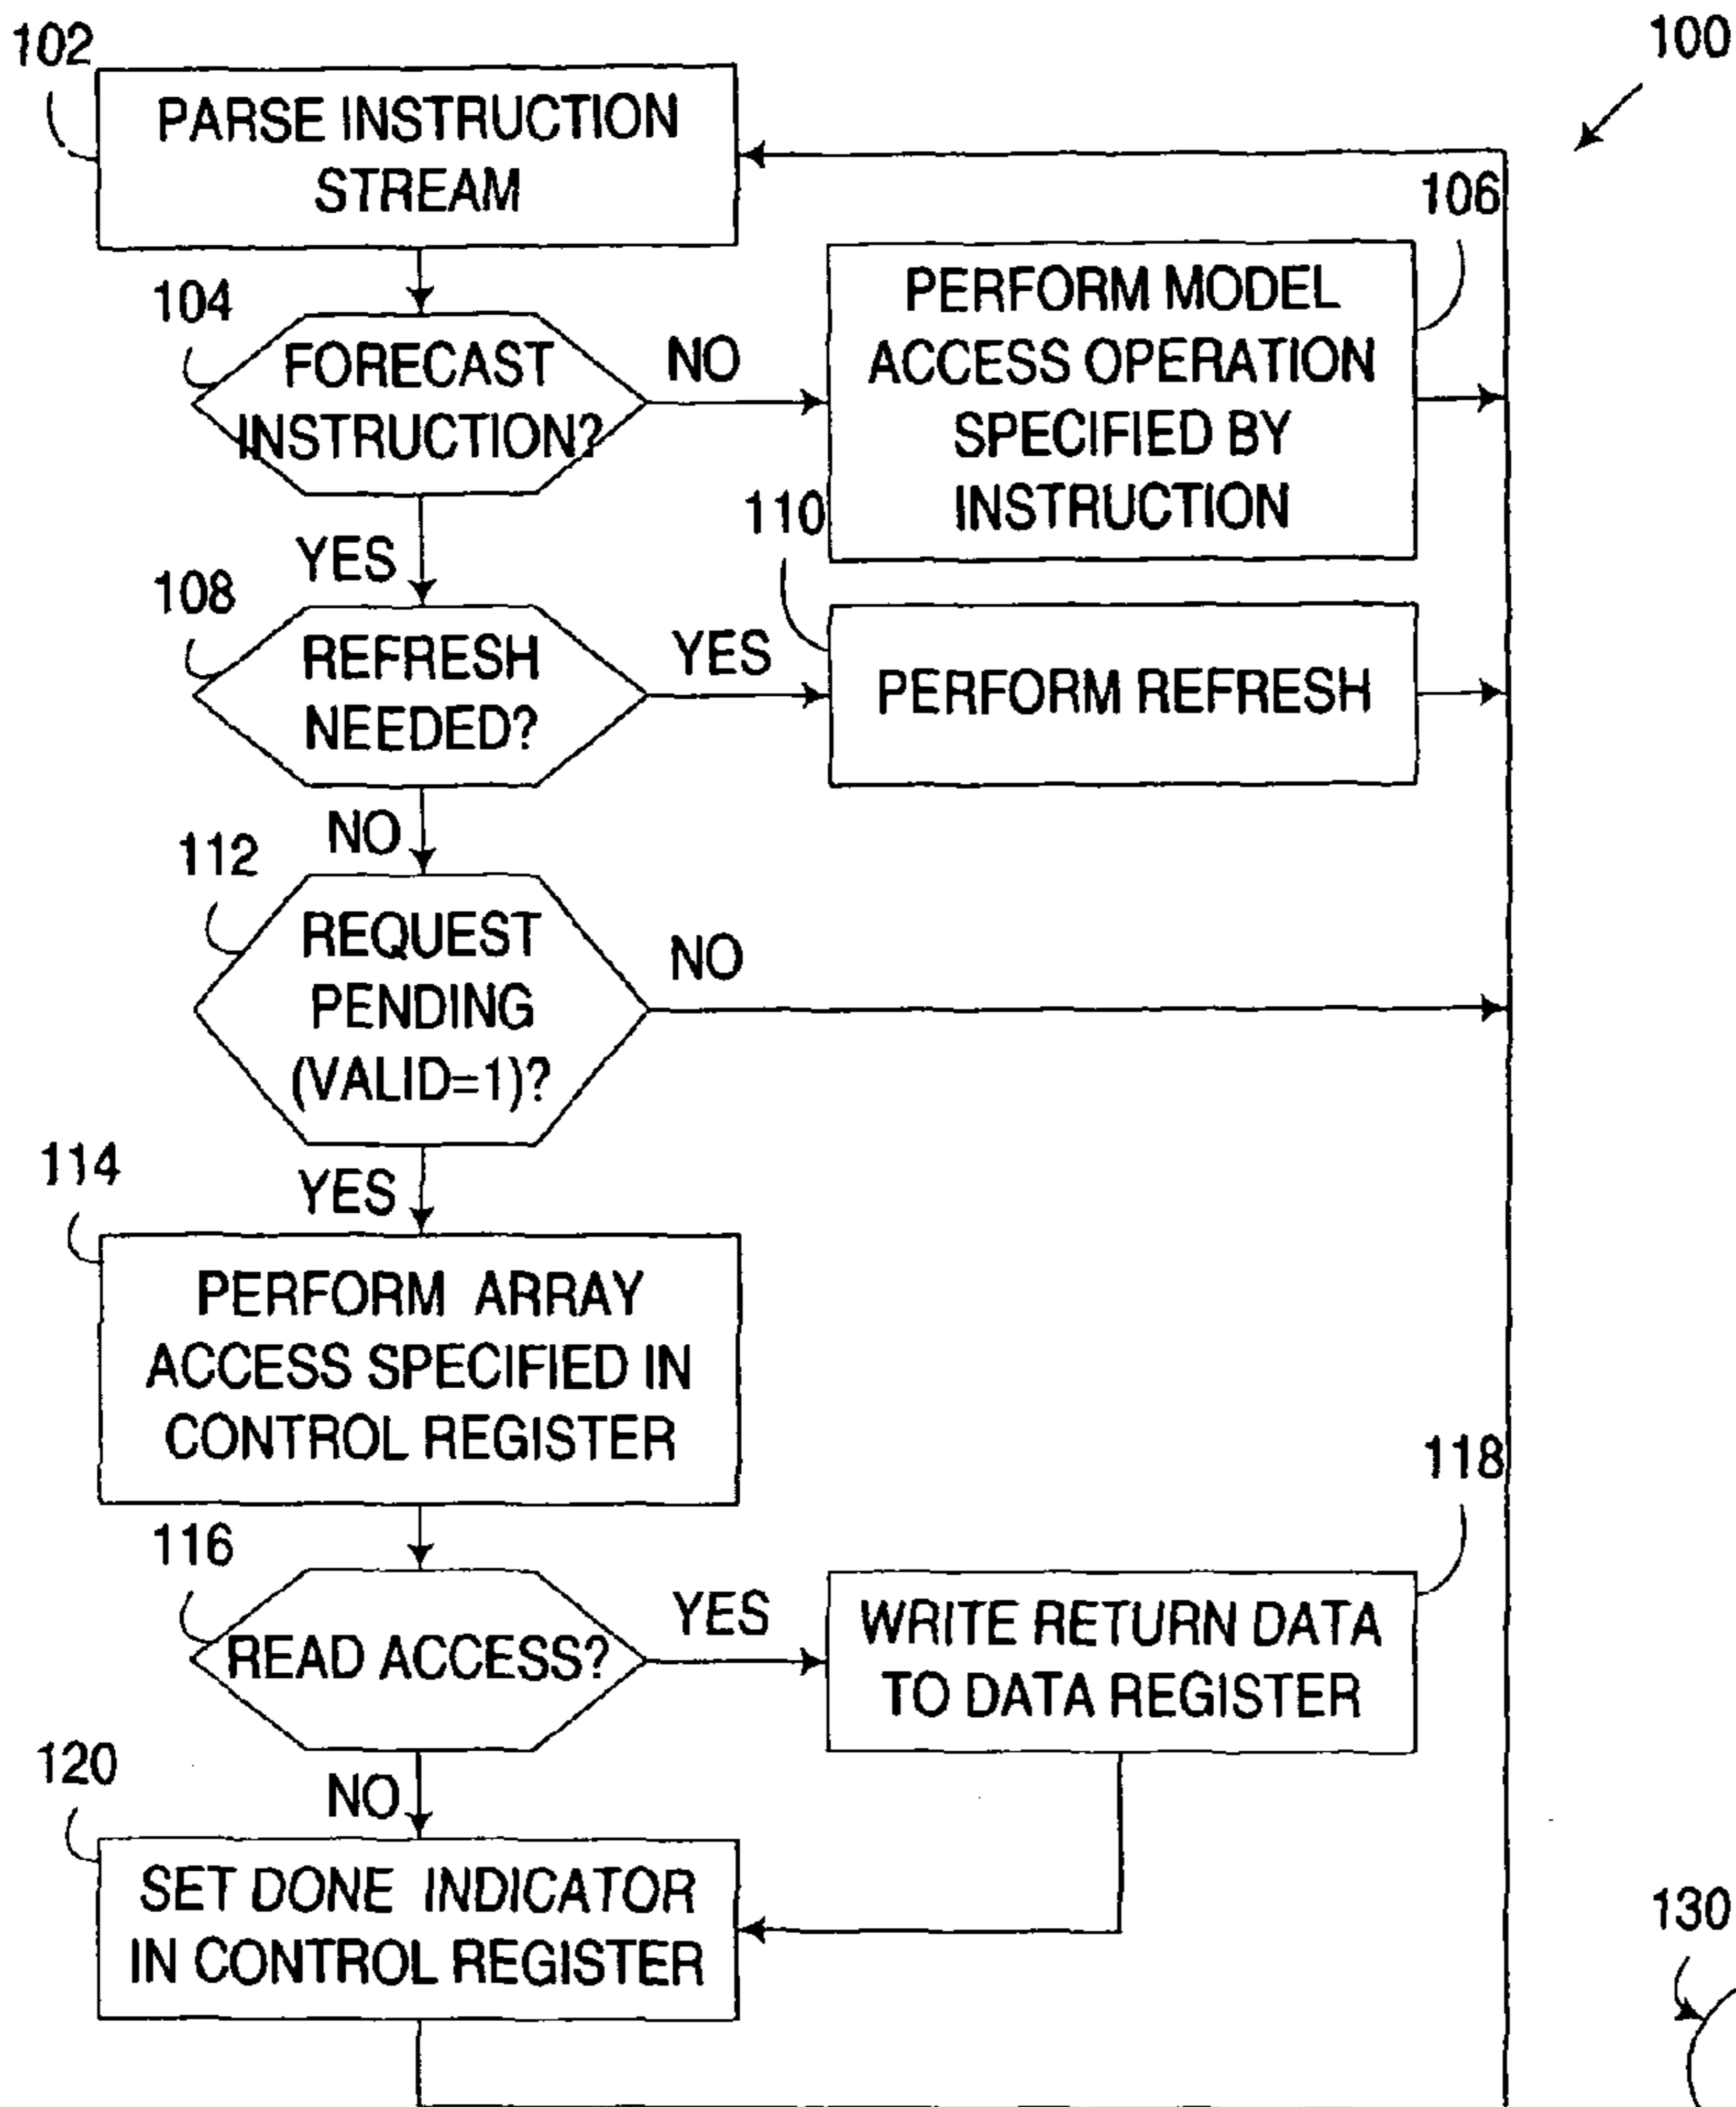 102
100
PARSE INSTRUCTION
STREAM
106
104
FORECAST
INSTRUCTION?
NO
PERFORM MODEL
ACCESS OPERATION
SPECIFIED BY
INSTRUCTION
110
YES
108
REFRESH
NEEDED?
YES
PERFORM REFRESH
NO
112
REQUEST
PENDING
(VALID=1)?
NO
114
YES
PERFORM ARRAY
ACCESS SPECIFIED IN
CONTROL REGISTER
118
116
READ ACCESS?
YES
WRITE RETURN DATA
TO DATA REGISTER
120
NO
SET DONE INDICATOR
IN CONTROL REGISTER
130